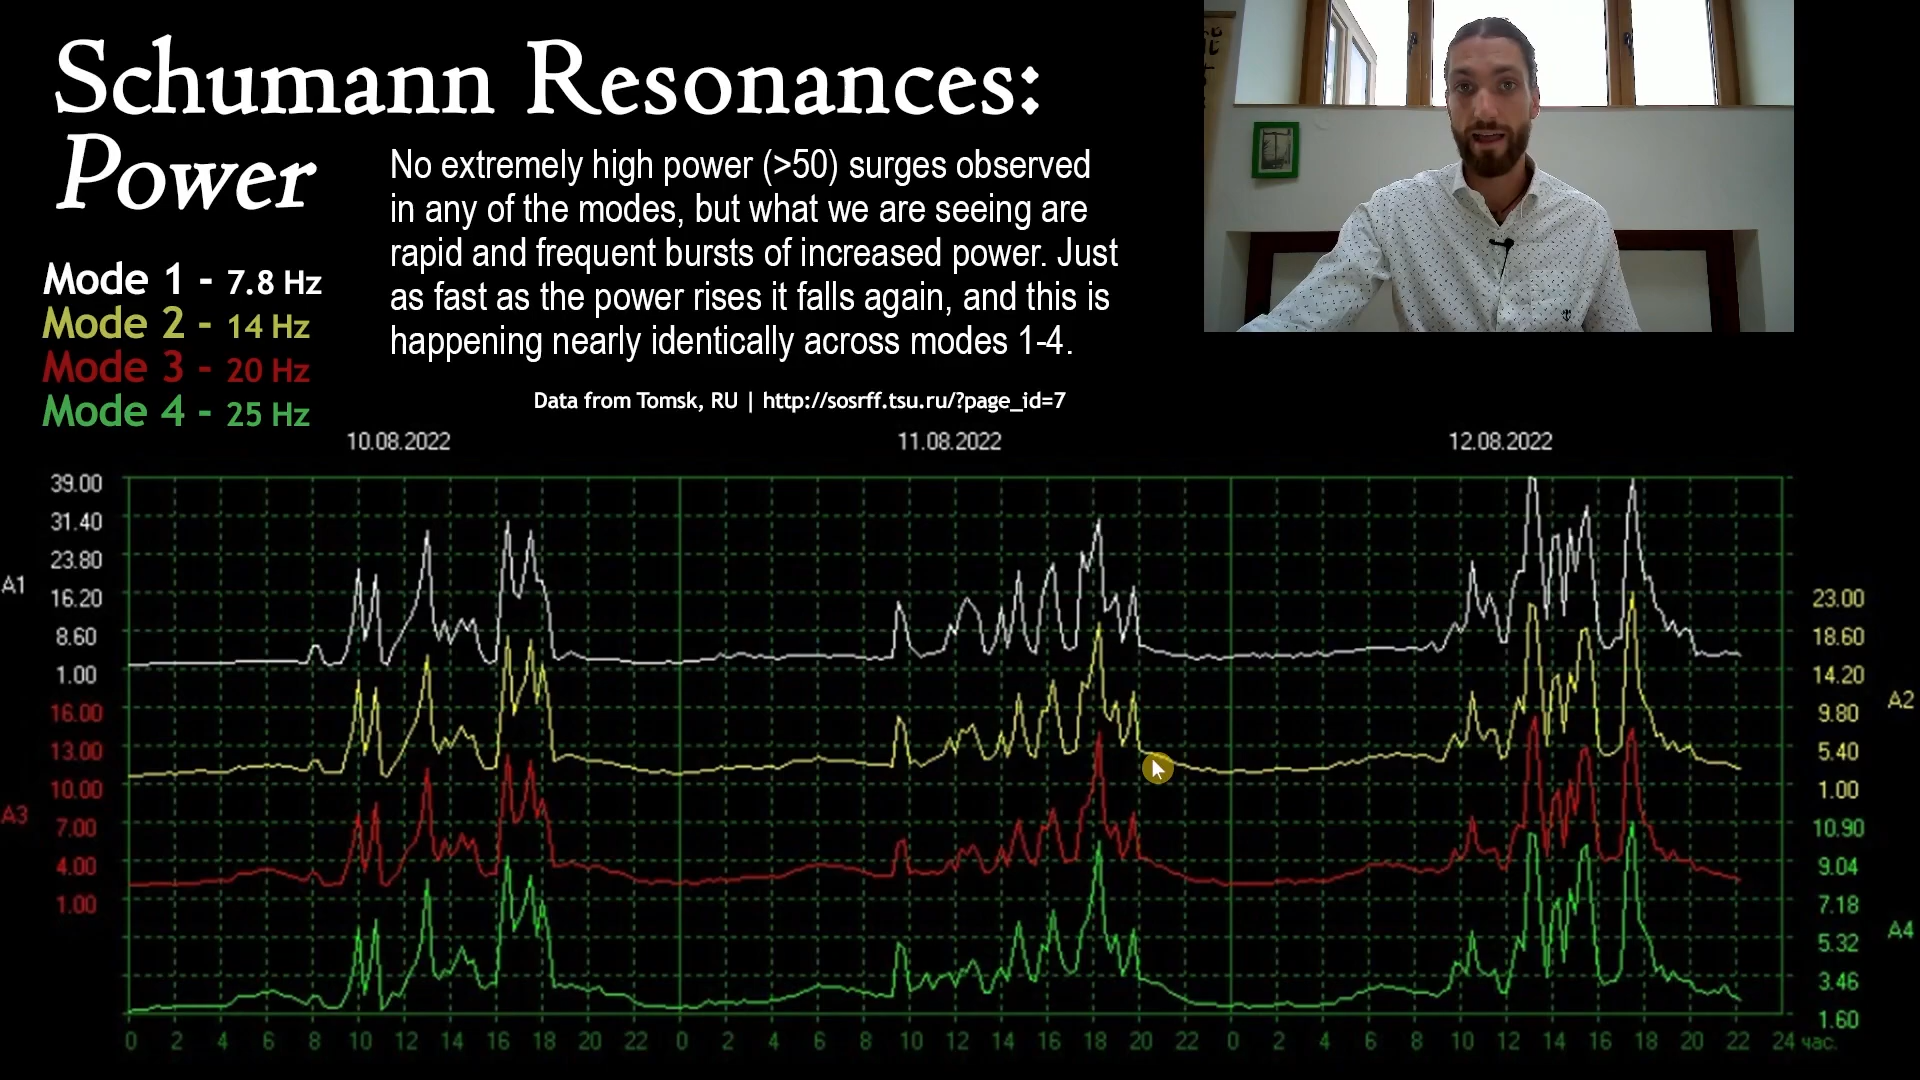 Schumann Resonances:
Power
No extremely high power (>50) surges observed
in any of the modes, but what we are seeing are
rapid and frequent bursts of increased power. Just
as fast as the power rises it falls again, and this is
happening nearly identically across modes 1-4.
Mode 1 - 7.8 Hz
Mode 2 - 14 Hz
Mode 3 - 20 Hz
Mode 4 - 25 Hz
Data from Tomsk, RU | http://sosrff.tsu.ru/?page_id=7
10.08.2022 11.08.2022 12.08.2022
A1
39.00
31.40
23.80
16.20
8.60
1.00
A3
16.00
13.00
10.00
7.00
4.00
1.00
A2
23.00
18.60
14.20
9.80
5.40
1.00
A4
10.90
9.04
7.18
5.32
3.46
1.60
0 2 4 6 8 10 12 14 16 18 20 22 0 2 4 6 8 10 12 14 16 18 20 22 0 2 4 6 8 10 12 14 16 18 20 22 24 час.